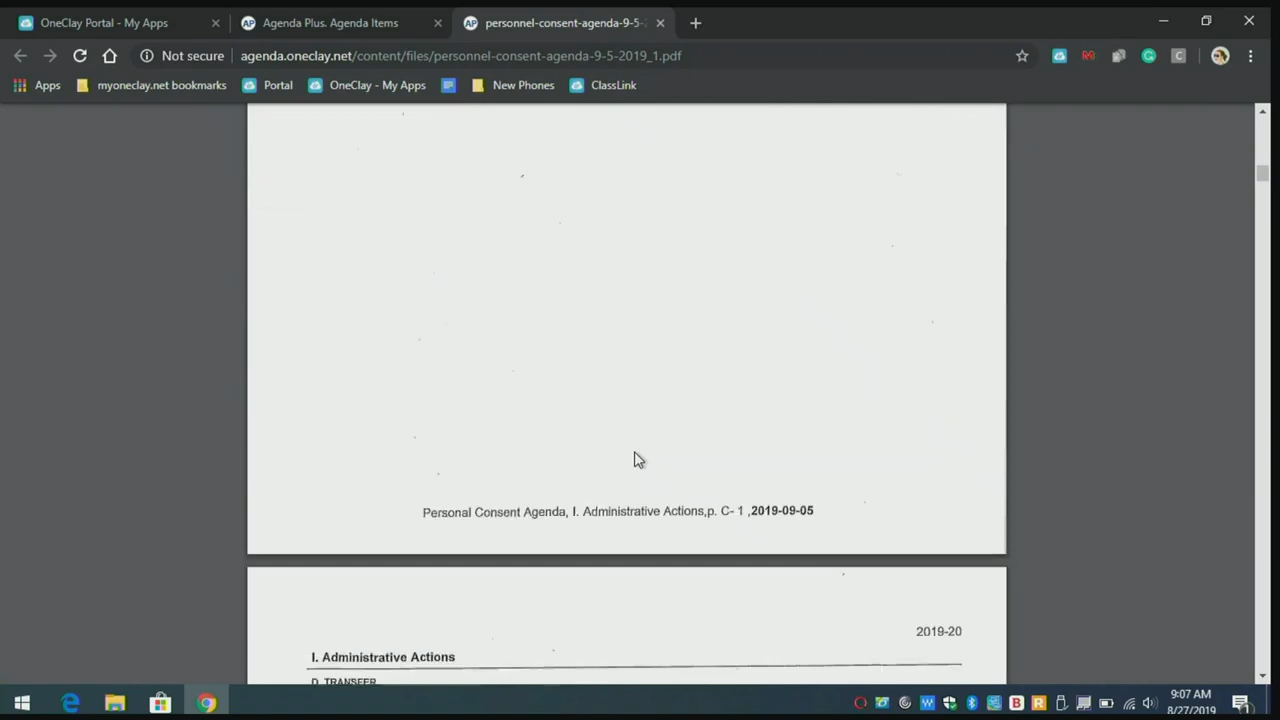 OneClay Portal - My Apps
Agenda Plus. Agenda Items
personnel-consent-agenda-9-5-
Not secure
agenda.oneclay.net/content/files/personnel-consent-agenda-9-5-2019_1.pdf
Apps
myoneclay.net bookmarks
Portal
OneClay - My Apps
New Phones
ClassLink
Personal Consent Agenda, I. Administrative Actions,p. C- 1 ,2019-09-05
2019-20
I. Administrative Actions
D. TRANSFER
9:07 AM
8/27/2019